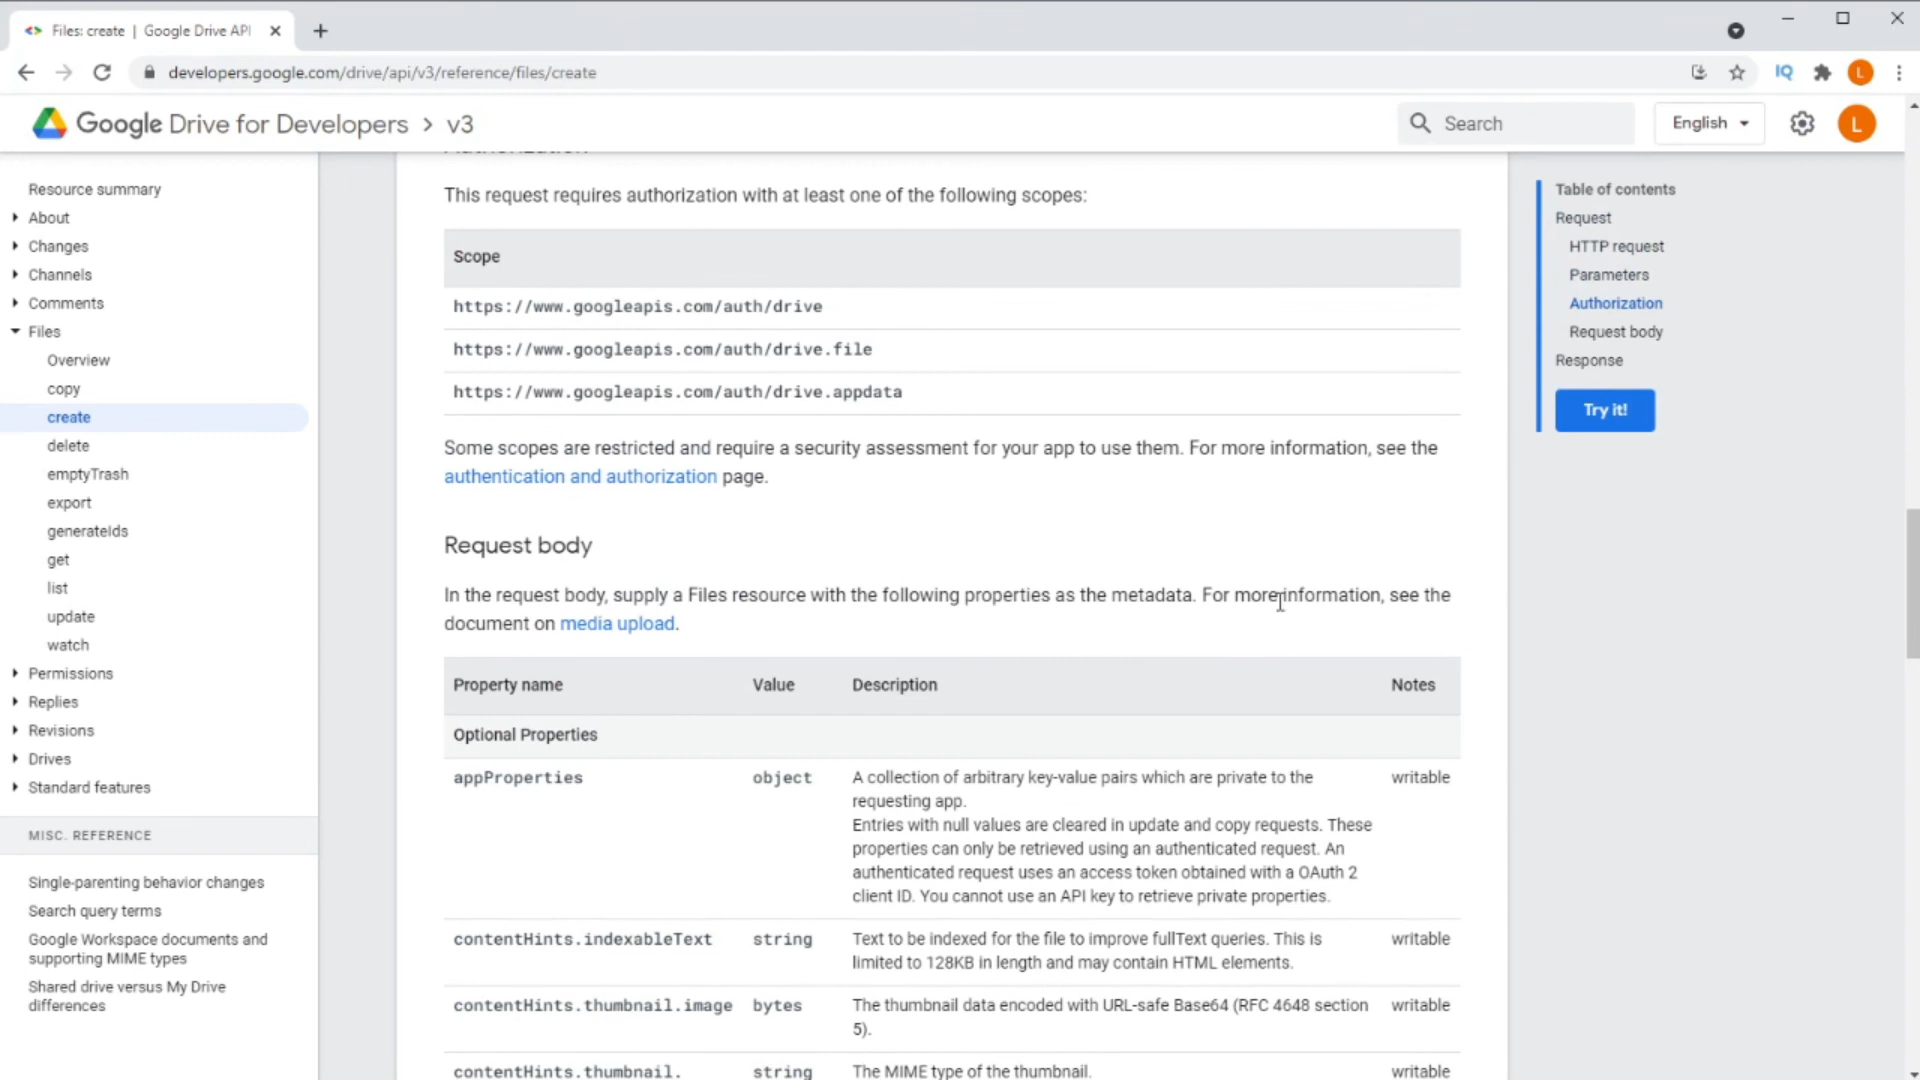 Files: create | Google Drive API
developers.google.com/drive/api/v3/reference/files/create
IQ
L
Google Drive for Developers > v3
Search
English
L
Resource summary
About
Changes
Channels
Comments
Files
Overview
copy
create
delete
emptyTrash
export
generateIds
get
list
update
watch
Permissions
Replies
Revisions
Drives
Standard features
MISC. REFERENCE
Single-parenting behavior changes
Search query terms
Google Workspace documents and
supporting MIME types
Shared drive versus My Drive
differences
Authorization
This request requires authorization with at least one of the following scopes:
Scope
https://www.googleapis.com/auth/drive
https://www.googleapis.com/auth/drive.file
https://www.googleapis.com/auth/drive.appdata
Some scopes are restricted and require a security assessment for your app to use them. For more information, see the
authentication and authorization page.
Request body
In the request body, supply a Files resource with the following properties as the metadata. For more information, see the
document on media upload.
Property name Value Description Notes
Optional Properties
appProperties object A collection of arbitrary key-value pairs which are private to the writable
requesting app.
Entries with null values are cleared in update and copy requests. These
properties can only be retrieved using an authenticated request. An
authenticated request uses an access token obtained with a OAuth 2
client ID. You cannot use an API key to retrieve private properties.
contentHints.indexableText string Text to be indexed for the file to improve fullText queries. This is writable
limited to 128KB in length and may contain HTML elements.
contentHints.thumbnail.image bytes The thumbnail data encoded with URL-safe Base64 (RFC 4648 section writable
5).
contentHints.thumbnail. string The MIME type of the thumbnail. writable
Table of contents
Request
HTTP request
Parameters
Authorization
Request body
Response
Try it!